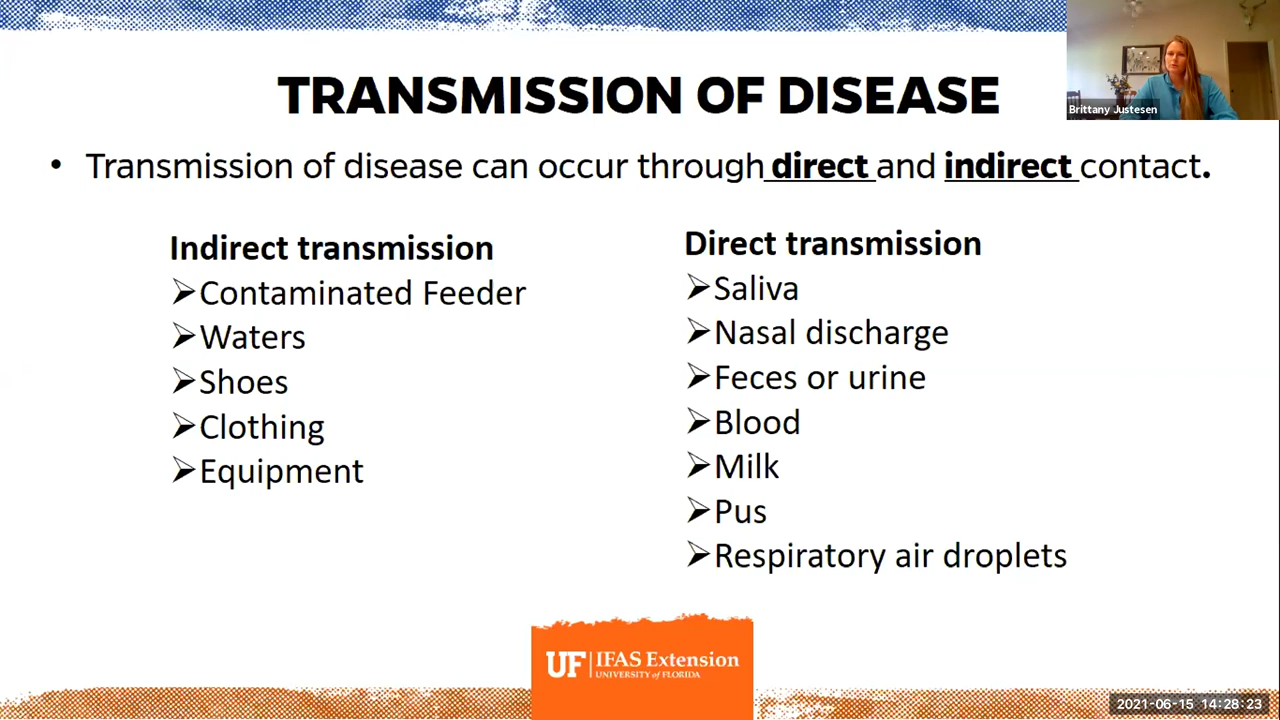 TRANSMISSION OF DISEASE
Brittany Justesen
• Transmission of disease can occur through direct and indirect contact.
Indirect transmission
➢Contaminated Feeder
➢Waters
➢Shoes
➢Clothing
➢Equipment
Direct transmission
➢Saliva
➢Nasal discharge
➢Feces or urine
➢Blood
➢Milk
➢Pus
➢Respiratory air droplets
UF | IFAS Extension
UNIVERSITY of FLORIDA
2021-06-15 14:28:23